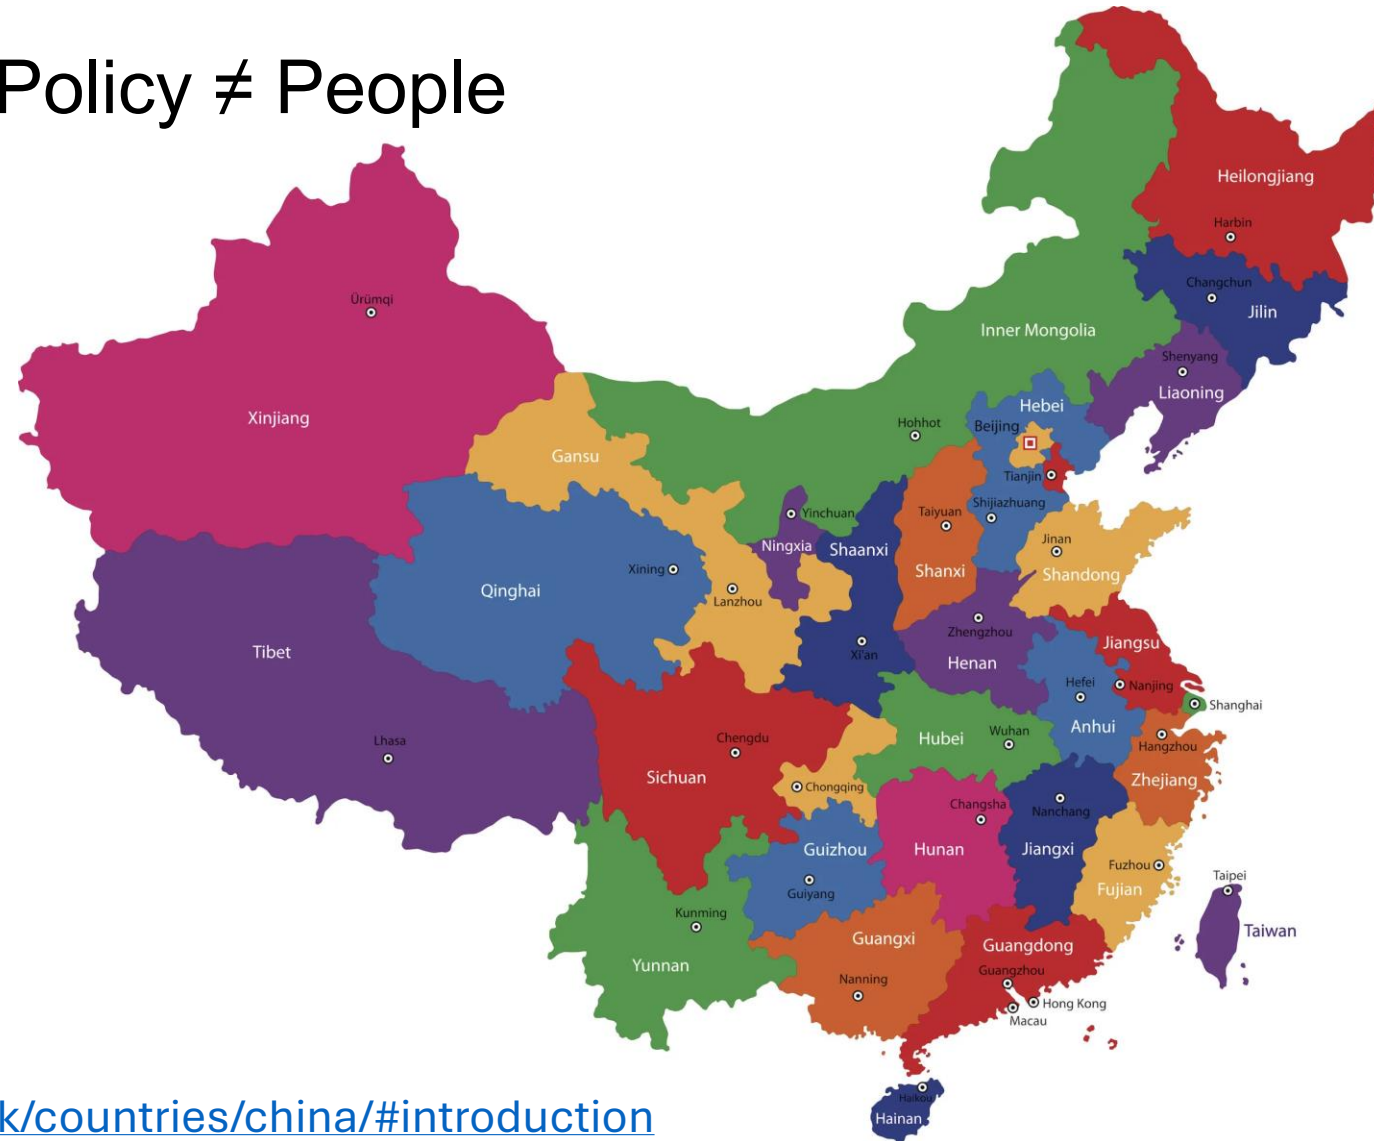 Policy ≠ People
Heilongjiang
Harbin
Changchun
Jilin
Ürümqi
Inner Mongolia
Shenyang
Liaoning
Xinjiang
Hebei
Hohhot
Beijing
Gansu
Tianjin
Shijiazhuang
Yinchuan
Taiyuan
Jinan
Ningxia
Shaanxi
Xining
Shanxi
Shandong
Qinghai
Lanzhou
Zhengzhou
Jiangsu
Tibet
Xi'an
Henan
Hefei
Nanjing
Shanghai
Anhui
Lhasa
Chengdu
Hubei
Wuhan
Hangzhou
Sichuan
Zhejiang
Chongqing
Changsha
Nanchang
Guizhou
Hunan
Jiangxi
Fuzhou
Fujian
Taipei
Guiyang
Kunming
Taiwan
Guangxi
Guangdong
Yunnan
Guangzhou
Nanning
Hong Kong
Macau
Haikou
Hainan
k/countries/china/#introduction